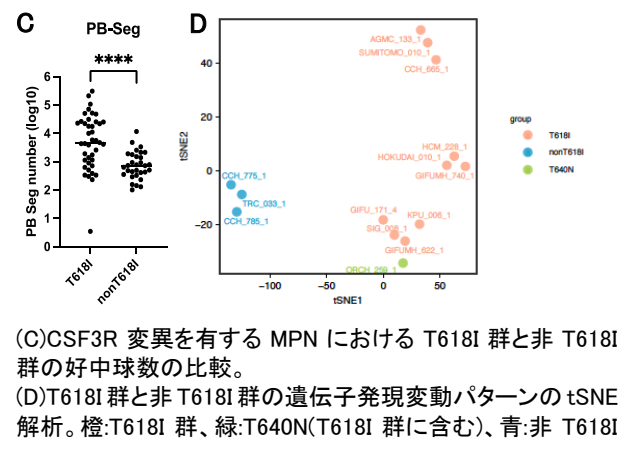 C
PB-Seg
****
PB Seg number (log10)
6
5
4
3
2
1
0
T618I
nonT618I
D
tSNE2
40
20
0
−20
AGMC_133_1
SUMITOMO_010_1
CCH_665_1
HCM_228_1
HOKUDAI_010_1
GIFUMH_740_1
CCH_775_1
TRC_033_1
CCH_785_1
GIFU_171_4
KPU_006_1
SIG_008_1
GIFUMH_622_1
ORCH_259_1
−100
−50
0
50
tSNE1
group
T618I
nonT618I
T640N
(C)CSF3R 変異を有する MPN における T618I 群と非 T618I
群の好中球数の比較。
(D)T618I 群と非 T618I 群の遺伝子発現変動パターンの tSNE
解析。橙:T618I 群、緑:T640N(T618I 群に含む)、青:非 T618I